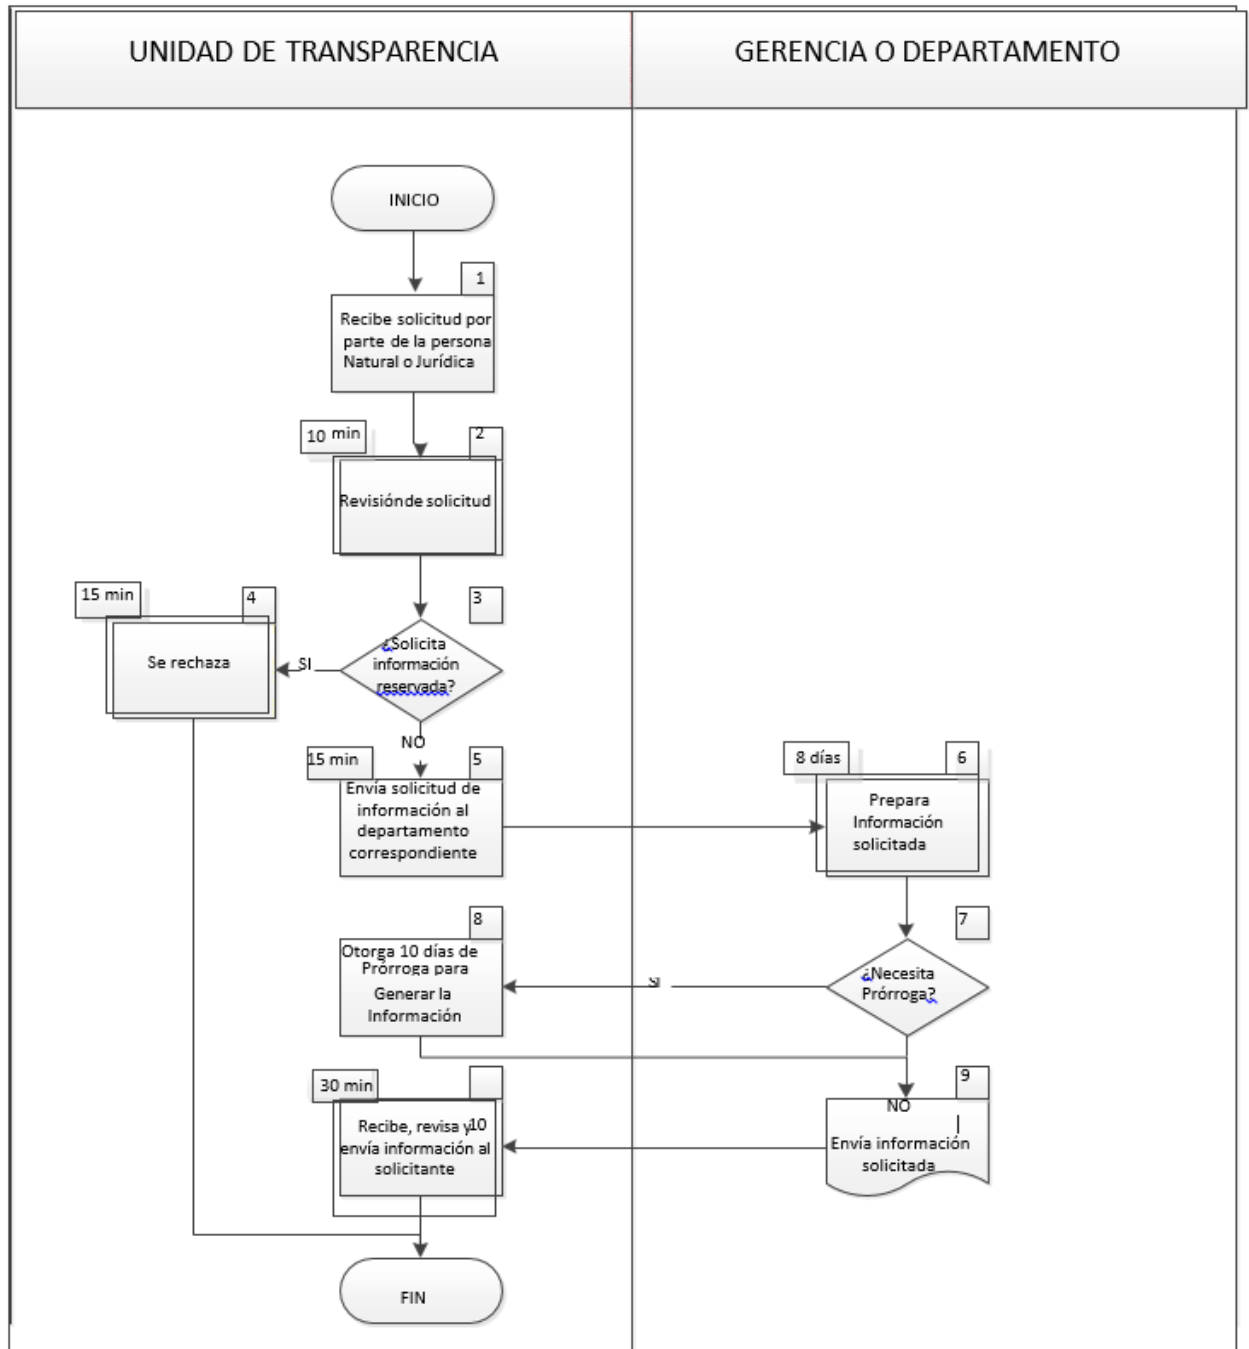 UNIDAD DE TRANSPARENCIA
GERENCIA O DEPARTAMENTO
INICIO
1
Recibe solicitud por
parte de la persona
Natural o Jurídica
10 min
2
Revisión de solicitud
3
¿Solicita
información
reservada?
SI
15 min
4
Se rechaza
NO
15 min
5
Envía solicitud de
información al
departamento
correspondiente
8 días
6
Prepara
Información
solicitada
7
¿Necesita
Prórroga?
SI
8
Otorga 10 días de
Prórroga para
Generar la
Información
9
NO
Envía información
solicitada
30 min
10
Recibe, revisa y
envía información al
solicitante
FIN